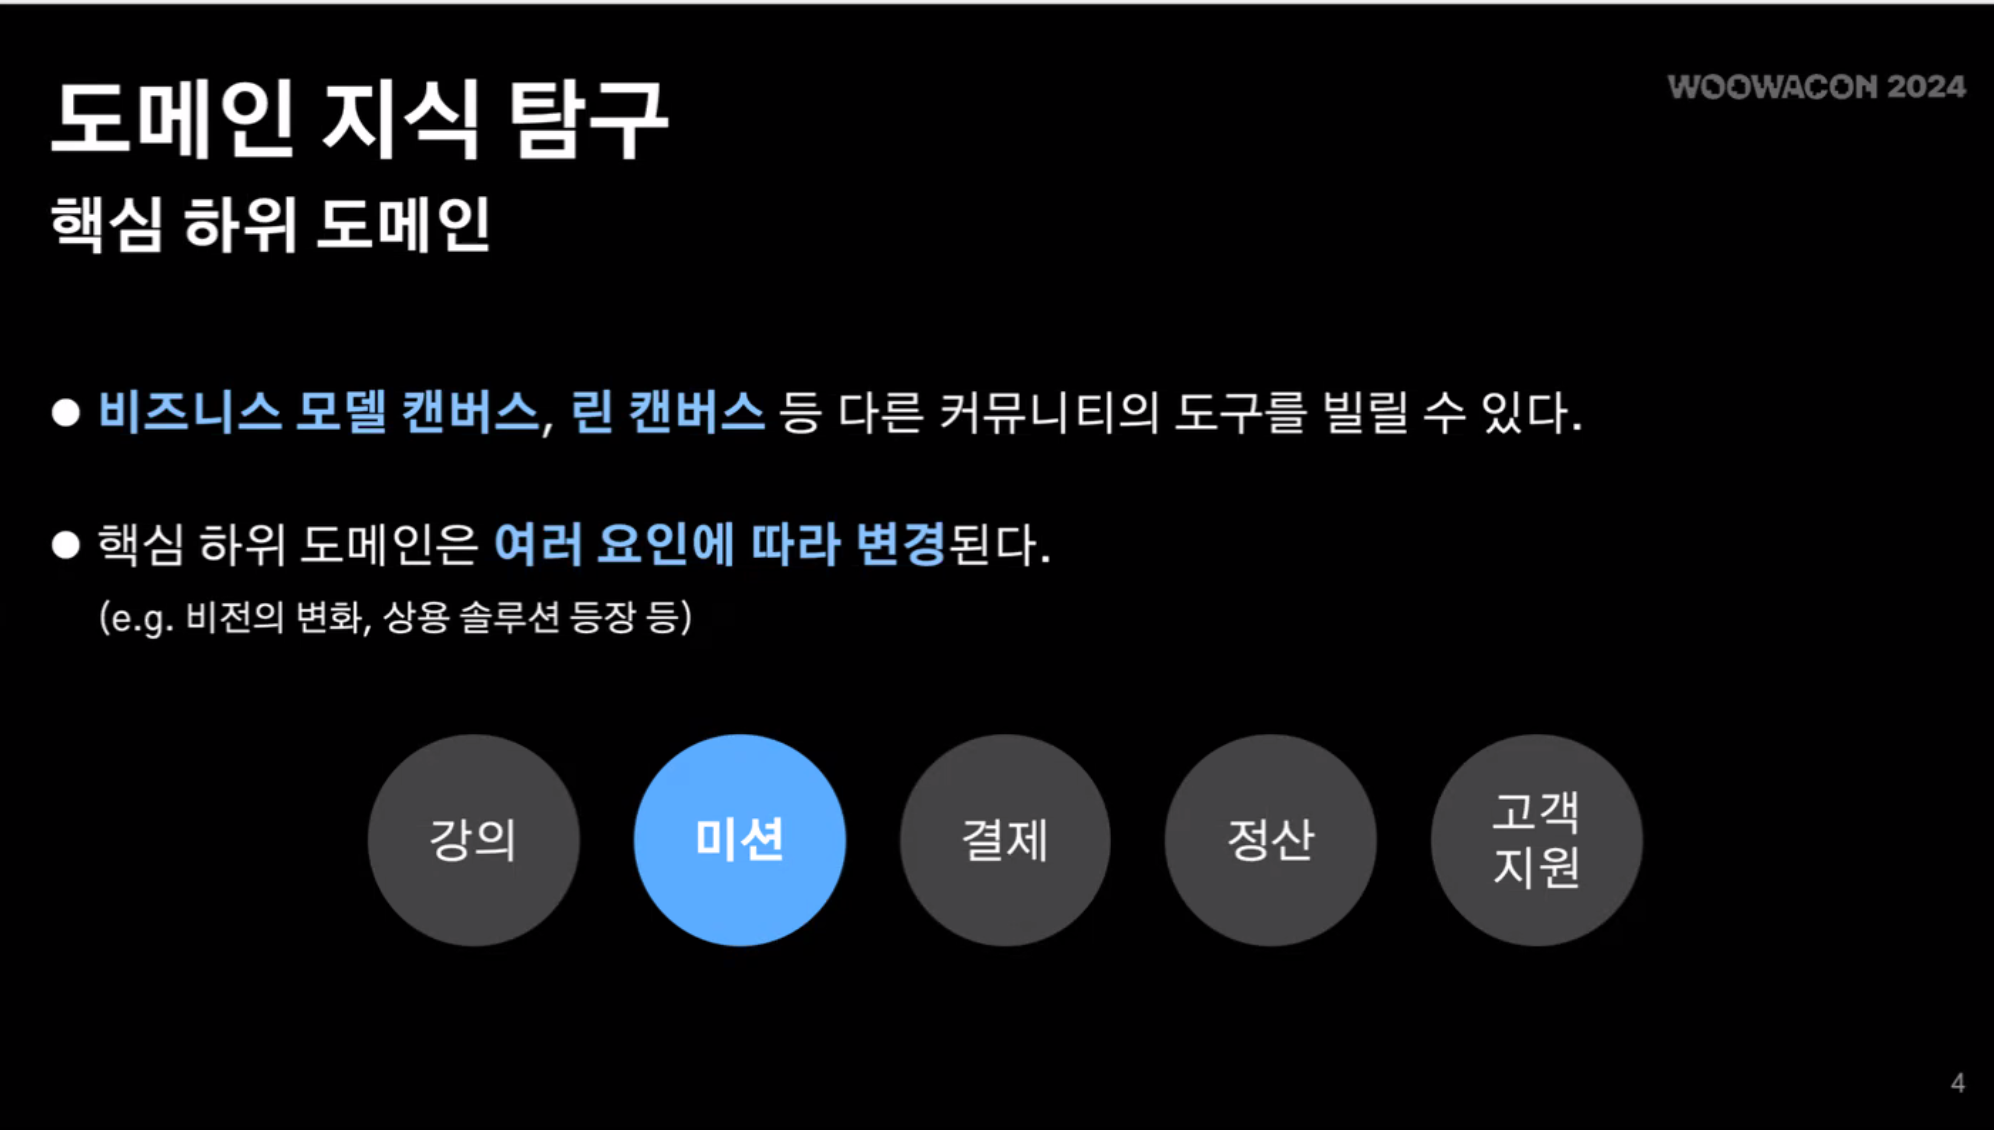 도메인 지식 탐구
WOOWACON 2024
핵심 하위 도메인
● 비즈니스 모델 캔버스, 린 캔버스 등 다른 커뮤니티의 도구를 빌릴 수 있다.
● 핵심 하위 도메인은 여러 요인에 따라 변경된다.
(e.g. 비전의 변화, 상용 솔루션 등장 등)
강의
미션
결제
정산
고객
지원
4